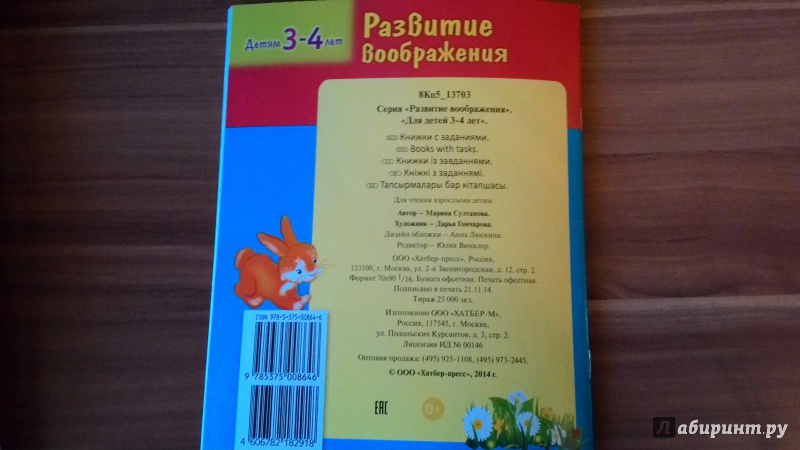 Детям 3-4 лет
Развитие
воображения
8Кц5_13703
Серия «Развитие воображения».
«Для детей 3-4 лет».
Книжки с заданиями.
Books with tasks.
Книжки із завданнями.
Кніжкі з заданнямі.
Тапсырмалары бар кітапшасы.
Для чтения взрослыми детям.
Автор – Марина Султанова.
Художник – Дарья Гончарова.
Дизайн обложки – Анна Люскина.
Редактор – Юлия Винклер.
ООО «Хатбер-пресс», Россия,
123100, г. Москва, ул. 2-я Звенигородская, д. 12, стр. 2.
Формат 70х90 1/16. Бумага офсетная. Печать офсетная.
Подписано в печать 21.11.14.
Тираж 25 000 экз.
Изготовлено ООО «ХАТБЕР-М»,
Россия, 117545, г. Москва,
ул. Подольских Курсантов, д. 3, стр. 2.
Лицензия ИД № 00146
Оптовая продажа: (495) 925-1108, (495) 973-2445.
© ООО «Хатбер-пресс», 2014 г.
ISBN 978-5-375-00864-6
9 785375 008646
4 606782 182918
ЕАС
0+
Лабиринт.ру